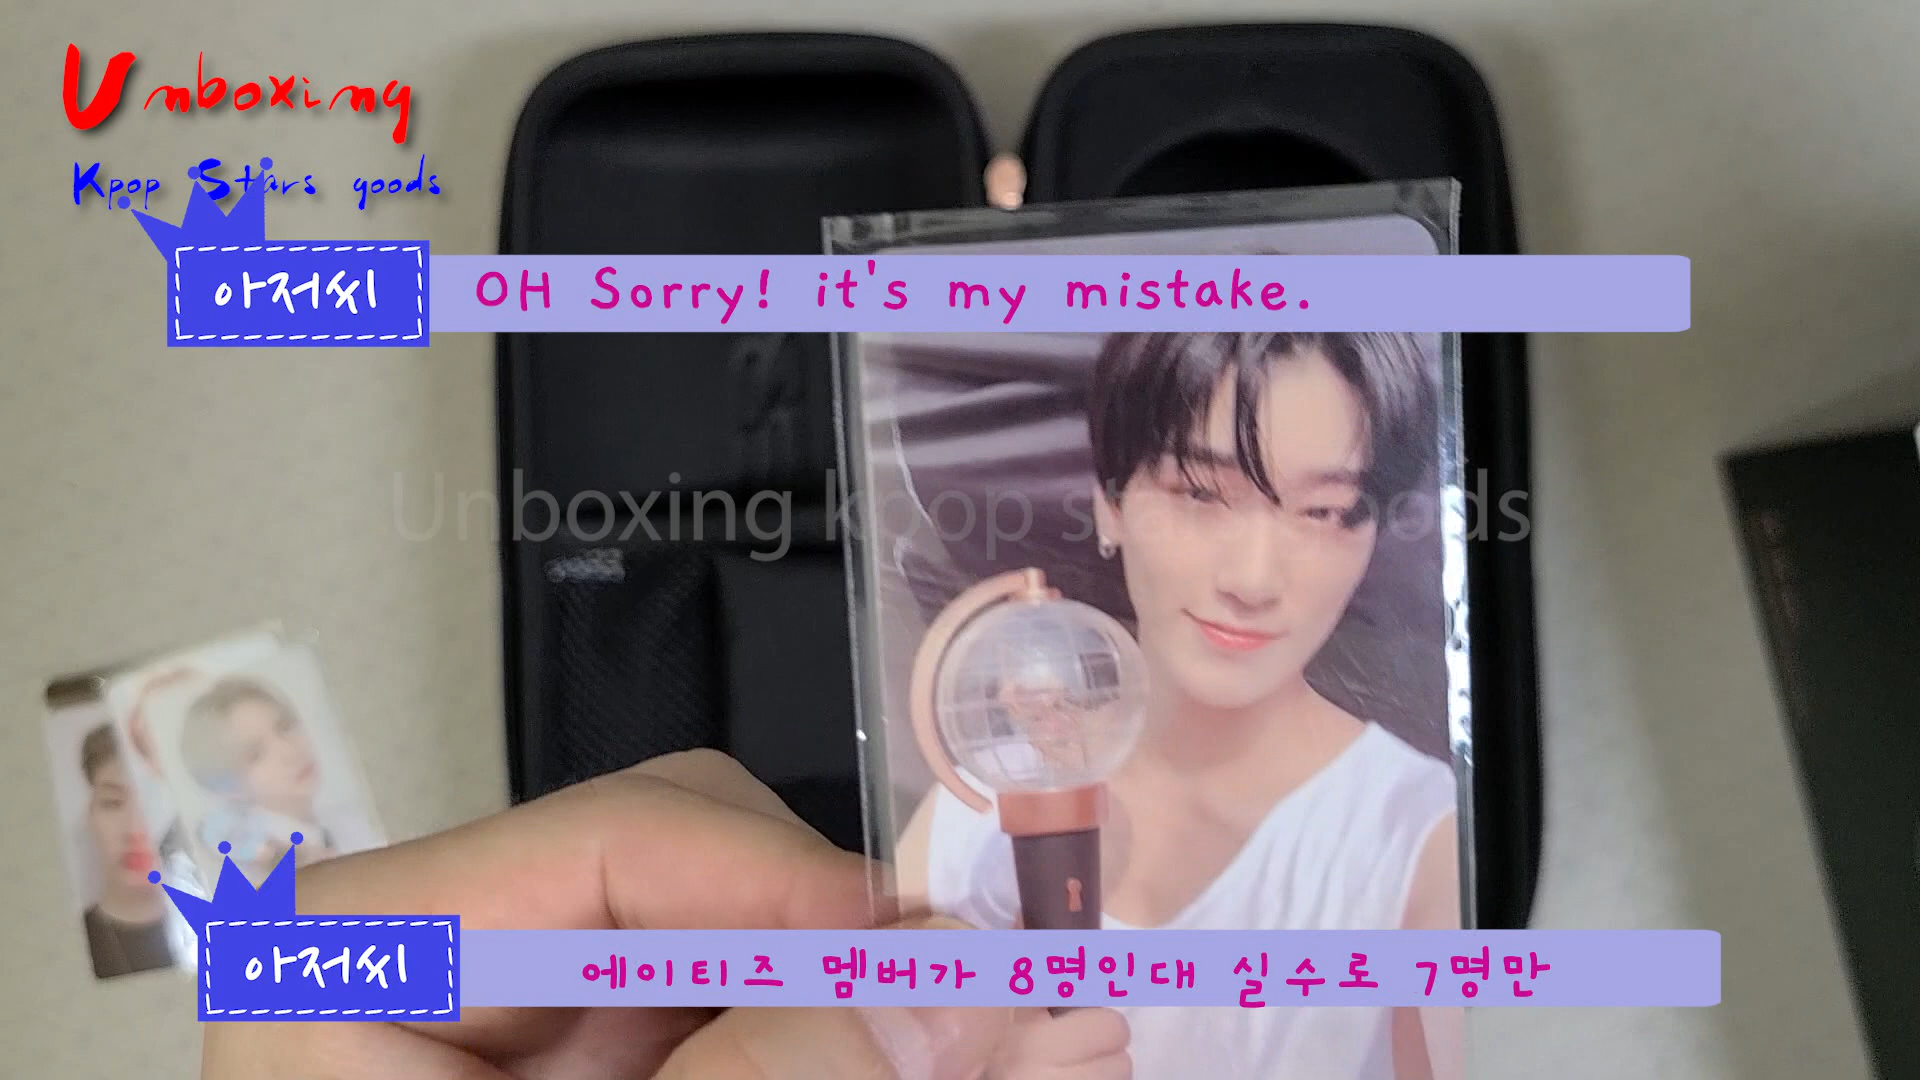 Unboxing
Kpop Stars goods
아저씨
OH Sorry! it's my mistake.
Unboxing kpop stars goods
아저씨
에이티즈 멤버가 8명인대 실수로 7명만